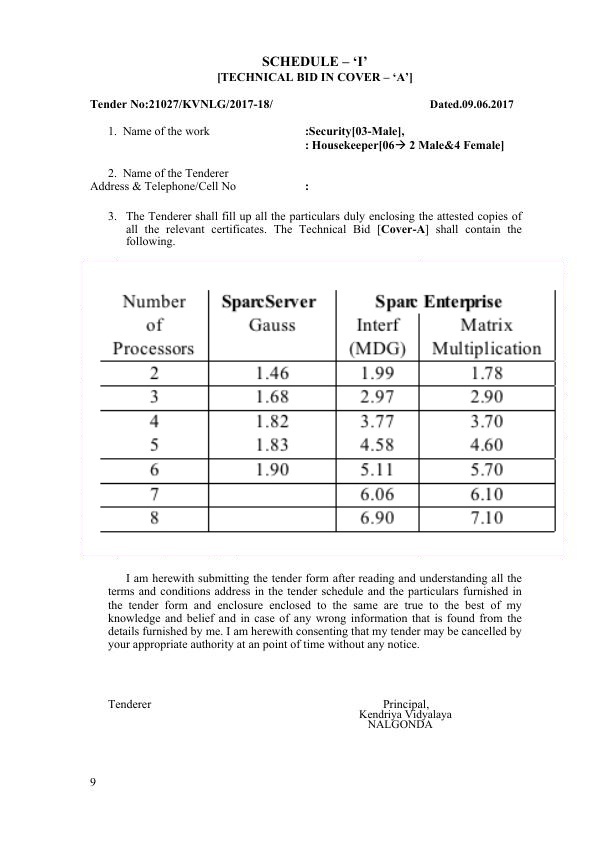 SCHEDULE – ‘I’
[TECHNICAL BID IN COVER – ‘A’]
Tender No:21027/KVNLG/2017-18/ Dated.09.06.2017
1. Name of the work :Security[03-Male],
: Housekeeper[06→ 2 Male&4 Female]
2. Name of the Tenderer
Address & Telephone/Cell No :
3. The Tenderer shall fill up all the particulars duly enclosing the attested copies of
all the relevant certificates. The Technical Bid [Cover-A] shall contain the
following.
Number SparcServer Sparc Enterprise
of Gauss Interf Matrix
Processors (MDG) Multiplication
2 1.46 1.99 1.78
3 1.68 2.97 2.90
4 1.82 3.77 3.70
5 1.83 4.58 4.60
6 1.90 5.11 5.70
7 6.06 6.10
8 6.90 7.10
I am herewith submitting the tender form after reading and understanding all the
terms and conditions address in the tender schedule and the particulars furnished in
the tender form and enclosure enclosed to the same are true to the best of my
knowledge and belief and in case of any wrong information that is found from the
details furnished by me. I am herewith consenting that my tender may be cancelled by
your appropriate authority at an point of time without any notice.
Tenderer Principal,
Kendriya Vidyalaya
NALGONDA
9